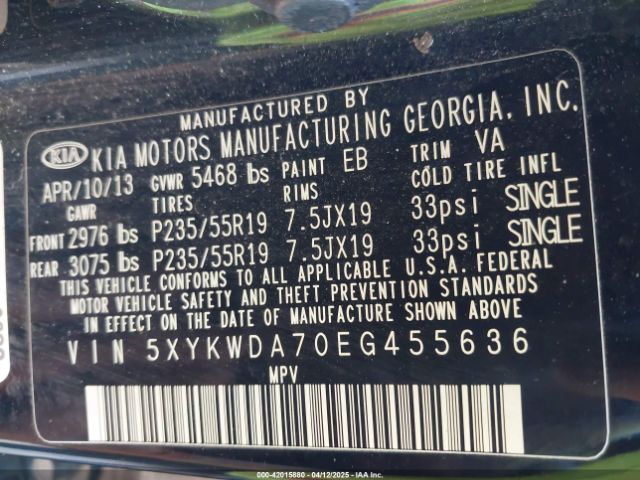 MANUFACTURED BY
KIA KIA MOTORS MANUFACTURING GEORGIA, INC.
APR/10/13 GVWR 5468 lbs PAINT EB TRIM VA
GAWR TIRES RIMS COLD TIRE INFL
FRONT 2976 lbs P235/55R19 7.5JX19 33psi SINGLE
REAR 3075 lbs P235/55R19 7.5JX19 33psi SINGLE
THIS VEHICLE CONFORMS TO ALL APPLICABLE U.S.A. FEDERAL
MOTOR VEHICLE SAFETY AND THEFT PREVENTION STANDARDS
IN EFFECT ON THE DATE OF MANUFACTURE SHOWN ABOVE
VIN 5XYKWDA70EG455636
MPV
000-42015880 - 04/12/2025 - IAA Inc.